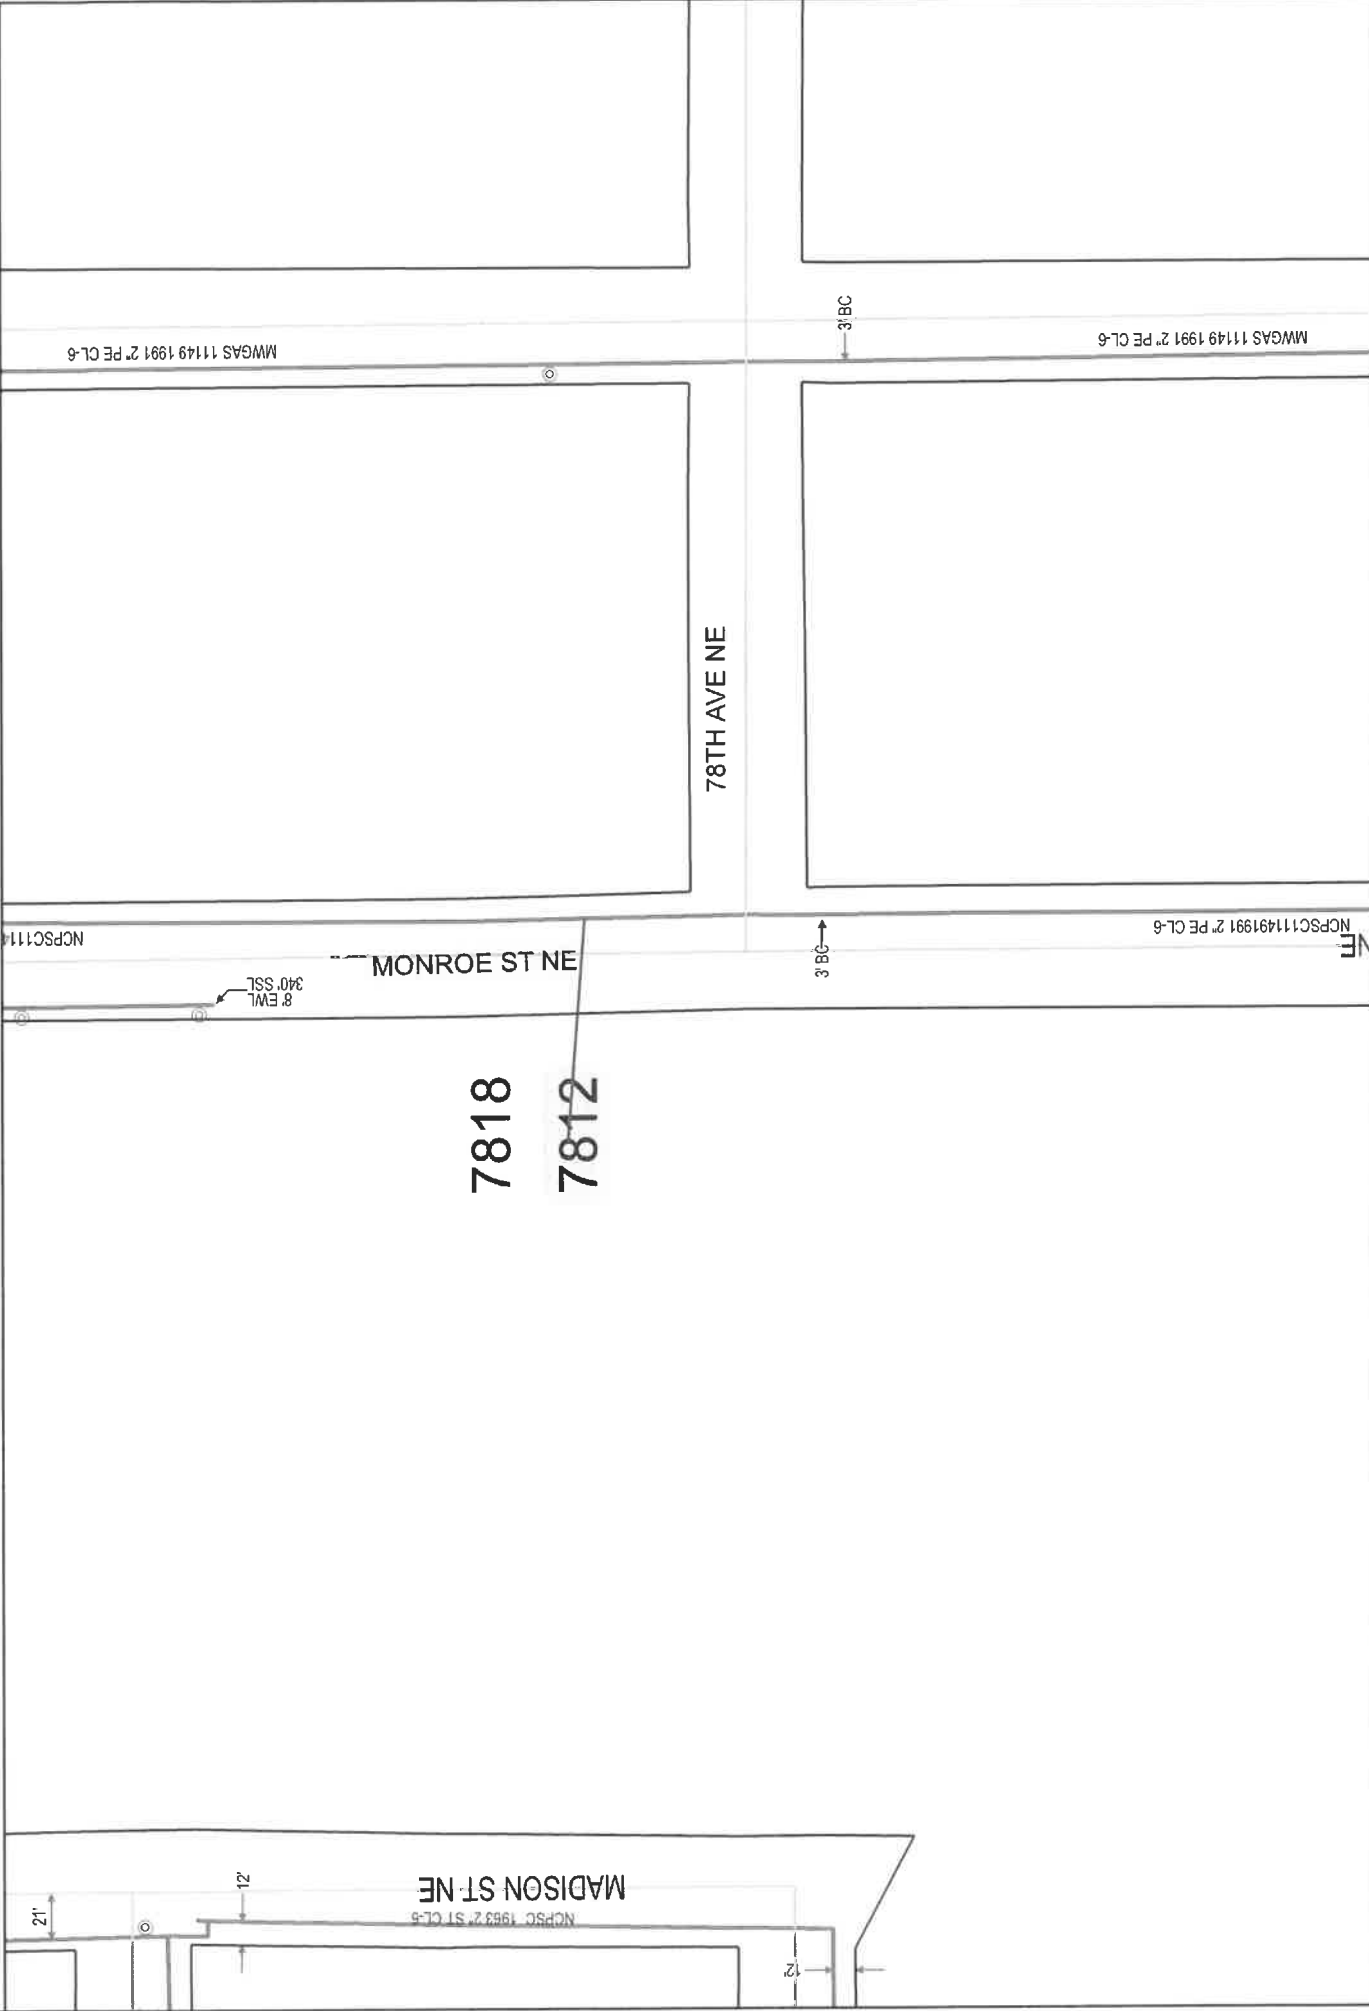 MWGAS 11149 1991 2" PE CL-6
3' BC
MWGAS 11149 1991 2" PE CL-6
78TH AVE NE
NCPSC1114
MONROE ST NE
3' BC
NCPSC111491991 2" PE CL-6
NE
8' EWL
340' SSL
7818
7812
21'
12'
MADISON ST NE
NCPSC 1963 2" ST CL-6
12'